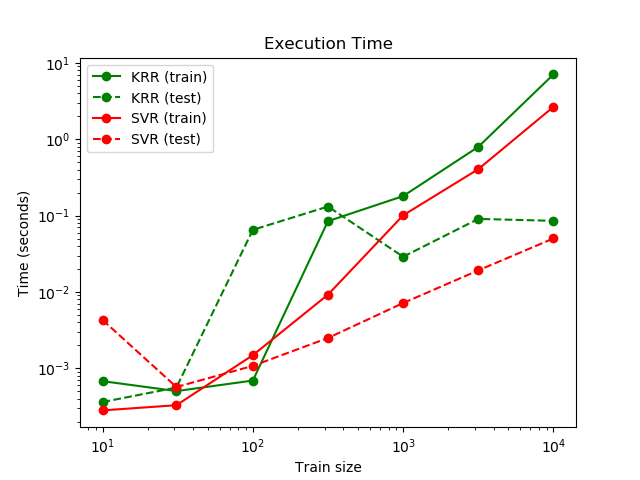 Execution Time
KRR (train)
KRR (test)
SVR (train)
SVR (test)
10¹
10⁰
10⁻¹
10⁻²
10⁻³
Time (seconds)
10¹ 10² 10³ 10⁴
Train size